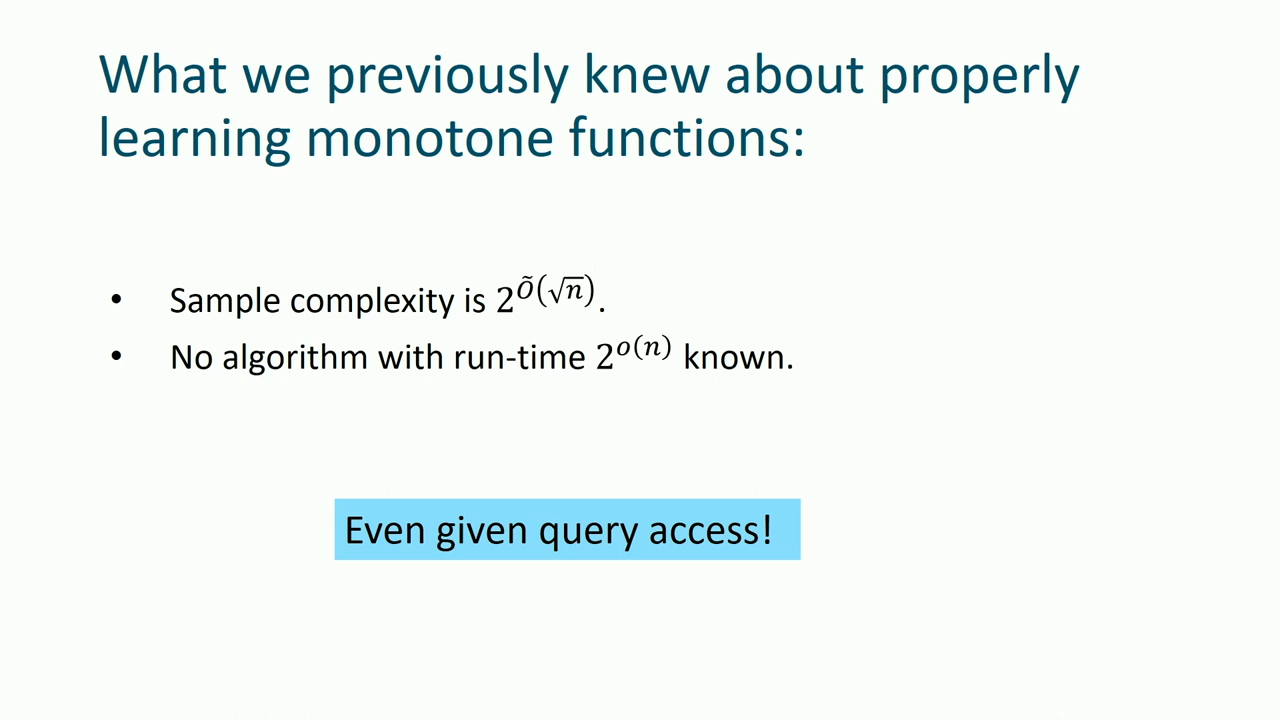 What we previously knew about properly
learning monotone functions:
• Sample complexity is 2^Õ(√n).
• No algorithm with run-time 2^o(n) known.
Even given query access!